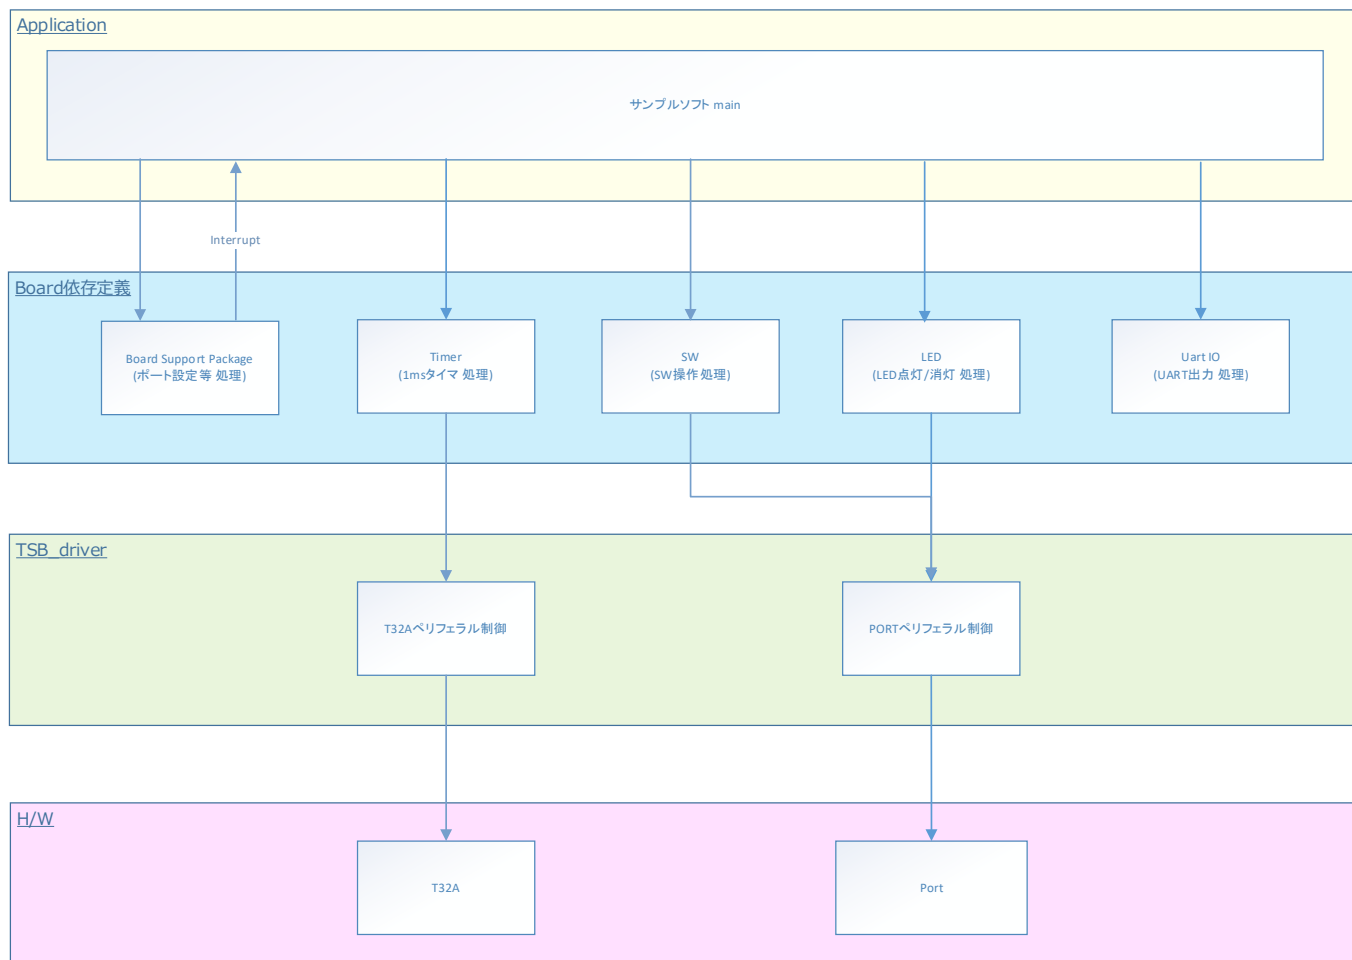 Application
サンプルソフト main
Interrupt
Board依存定義
Board Support Package
(ポート設定等 処理)
Timer
(1msタイマ 処理)
SW
(SW操作 処理)
LED
(LED点灯/消灯 処理)
Uart IO
(UART出力 処理)
TSB_driver
T32Aペリフェラル制御
PORTペリフェラル制御
H/W
T32A
Port